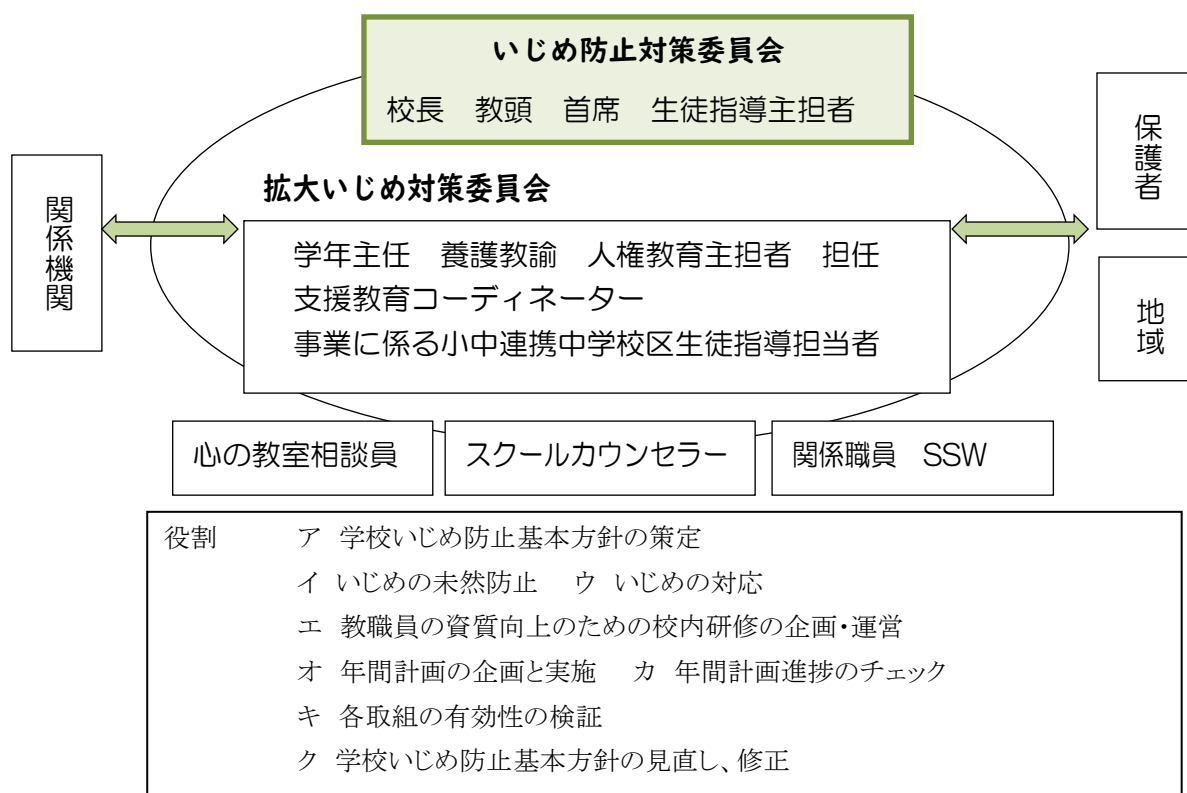 いじめ防止対策委員会
校長　教頭　首席　生徒指導主担者
保護者
拡大いじめ対策委員会
関係機関
学年主任　養護教諭　人権教育主担者　担任
支援教育コーディネーター
事業に係る小中連携中学校区生徒指導担当者
地域
心の教室相談員
スクールカウンセラー
関係職員　SSW
役割　ア 学校いじめ防止基本方針の策定
イ いじめの未然防止　ウ いじめの対応
エ 教職員の資質向上のための校内研修の企画・運営
オ 年間計画の企画と実施　カ 年間計画進捗のチェック
キ 各取組の有効性の検証
ク 学校いじめ防止基本方針の見直し、修正